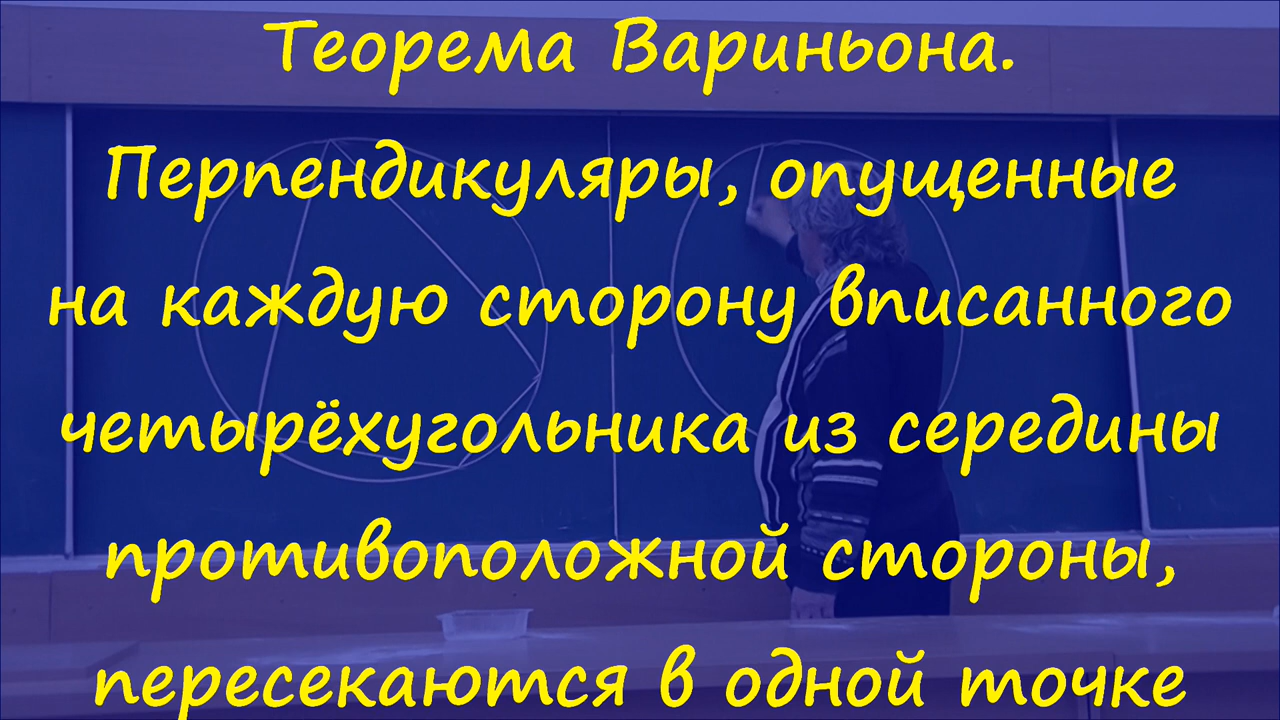 Теорема Вариньона.
Перпендикуляры, опущенные
на каждую сторону вписанного
четырёхугольника из середины
противоположной стороны,
пересекаются в одной точке